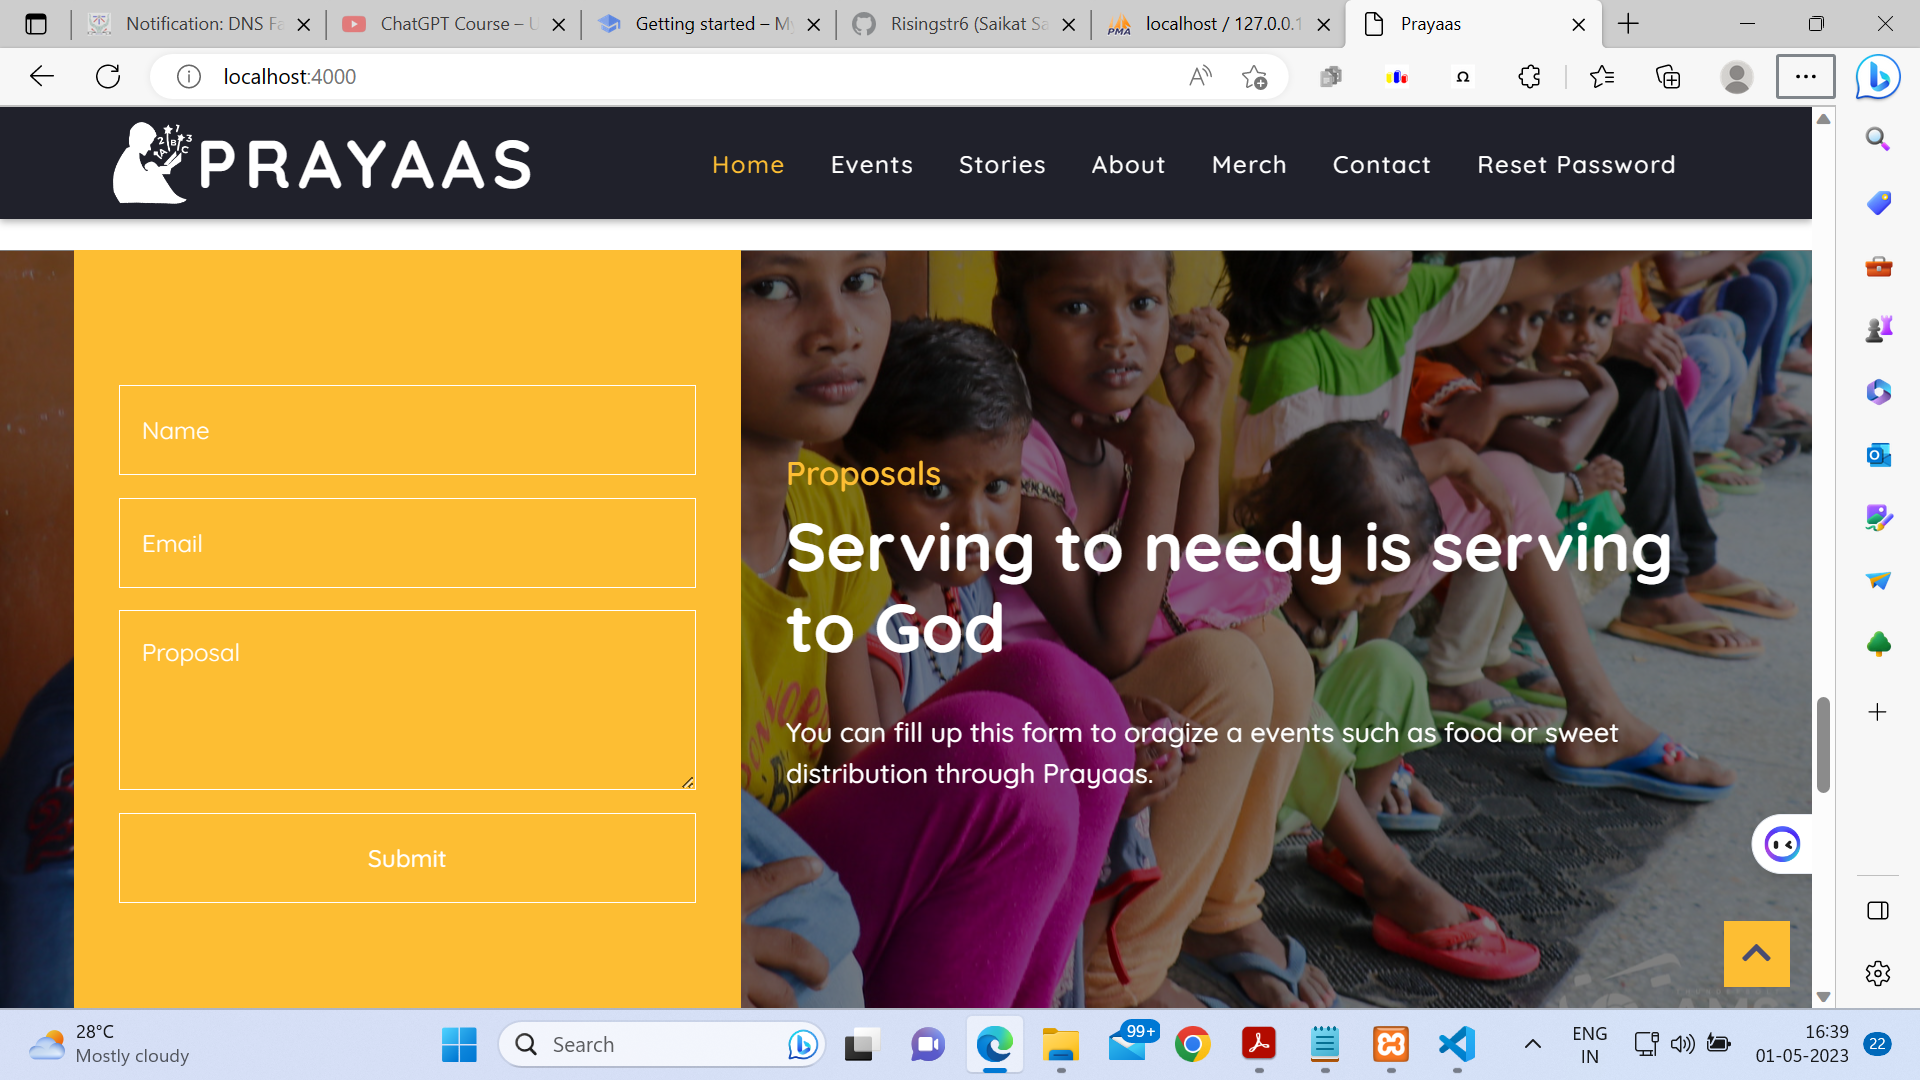 Notification: DNS Fa
ChatGPT Course – U
Getting started – My
Risingstr6 (Saikat Sa
localhost / 127.0.0.1
Prayaas
localhost:4000
PRAYAAS
Home
Events
Stories
About
Merch
Contact
Reset Password
Name
Email
Proposal
Submit
Proposals
Serving to needy is serving
to God
You can fill up this form to oragize a events such as food or sweet
distribution through Prayaas.
28°C
Mostly cloudy
Search
99+
ENG
IN
16:39
01-05-2023
22